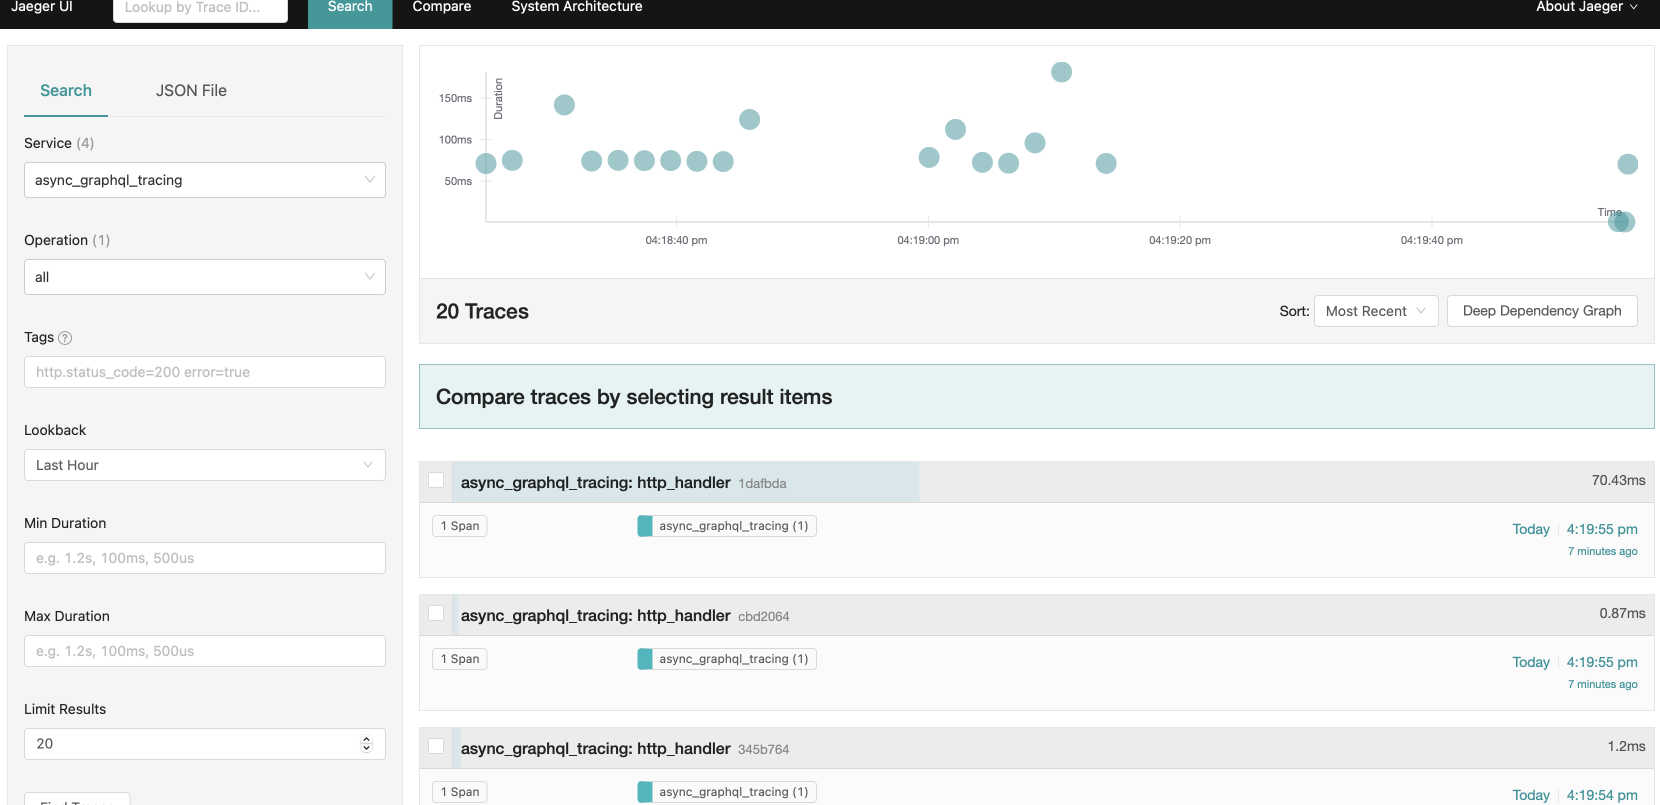 Jaeger UI
Lookup by Trace ID...
Search
Compare
System Architecture
About Jaeger
Search
JSON File
Service (4)
async_graphql_tracing
Operation (1)
all
Tags ?
http.status_code=200 error=true
Lookback
Last Hour
Min Duration
e.g. 1.2s, 100ms, 500us
Max Duration
e.g. 1.2s, 100ms, 500us
Limit Results
20
Duration
150ms
100ms
50ms
Time
04:18:40 pm
04:19:00 pm
04:19:20 pm
04:19:40 pm
20 Traces
Sort:
Most Recent
Deep Dependency Graph
Compare traces by selecting result items
async_graphql_tracing: http_handler 1dafbda
70.43ms
1 Span
async_graphql_tracing (1)
Today
4:19:55 pm
7 minutes ago
async_graphql_tracing: http_handler cbd2064
0.87ms
1 Span
async_graphql_tracing (1)
Today
4:19:55 pm
7 minutes ago
async_graphql_tracing: http_handler 345b764
1.2ms
1 Span
async_graphql_tracing (1)
Today
4:19:54 pm